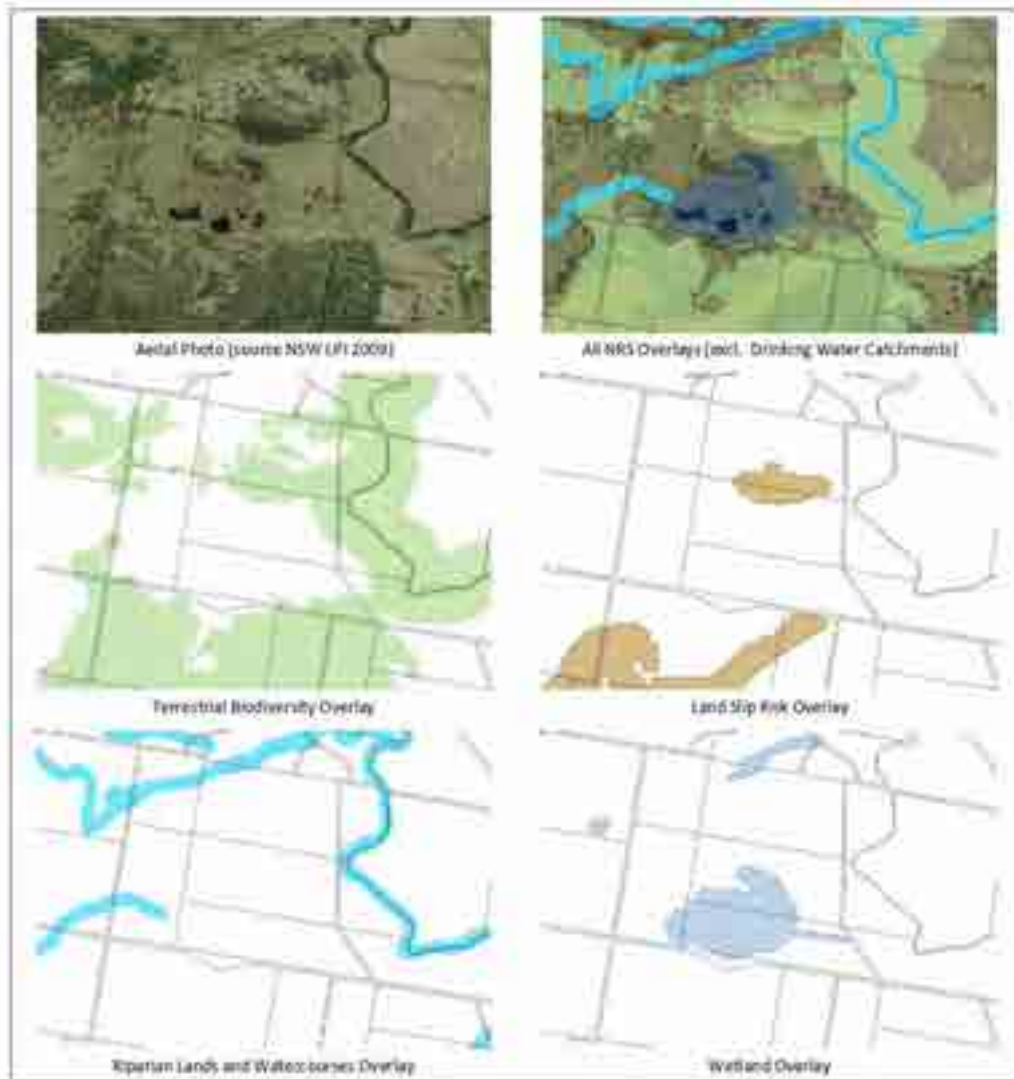 Aerial Photo (source NSW LPI 2009)
All NRS Overlays (excl. Drinking Water Catchments)
Terrestrial Biodiversity Overlay
Land Slip Risk Overlay
Riparian Lands and Watercourses Overlay
Wetland Overlay